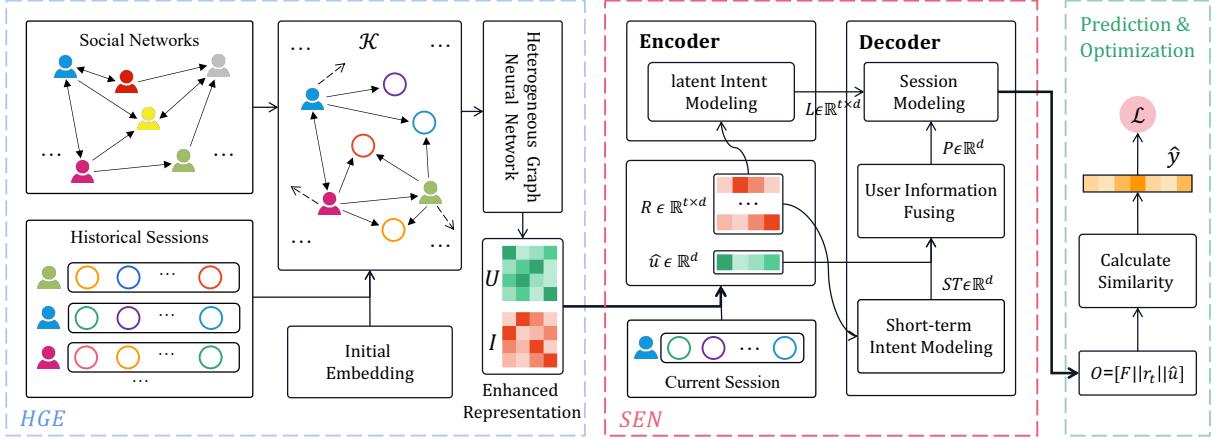 Social Networks
...
...
Historical Sessions
...
...
...
...
𝒦
...
...
...
...
Initial
Embedding
Heterogeneous Graph
Neural Network
U
I
Enhanced
Representation
HGE
Encoder
latent Intent
Modeling
L∈ℝ^{t×d}
R ∈ ℝ^{t×d}
...
û ∈ ℝ^d
...
Current Session
SEN
Decoder
Session
Modeling
P∈ℝ^d
User Information
Fusing
ST∈ℝ^d
Short-term
Intent Modeling
Prediction &
Optimization
ℒ
ŷ
Calculate
Similarity
O=[F||r_t||û]